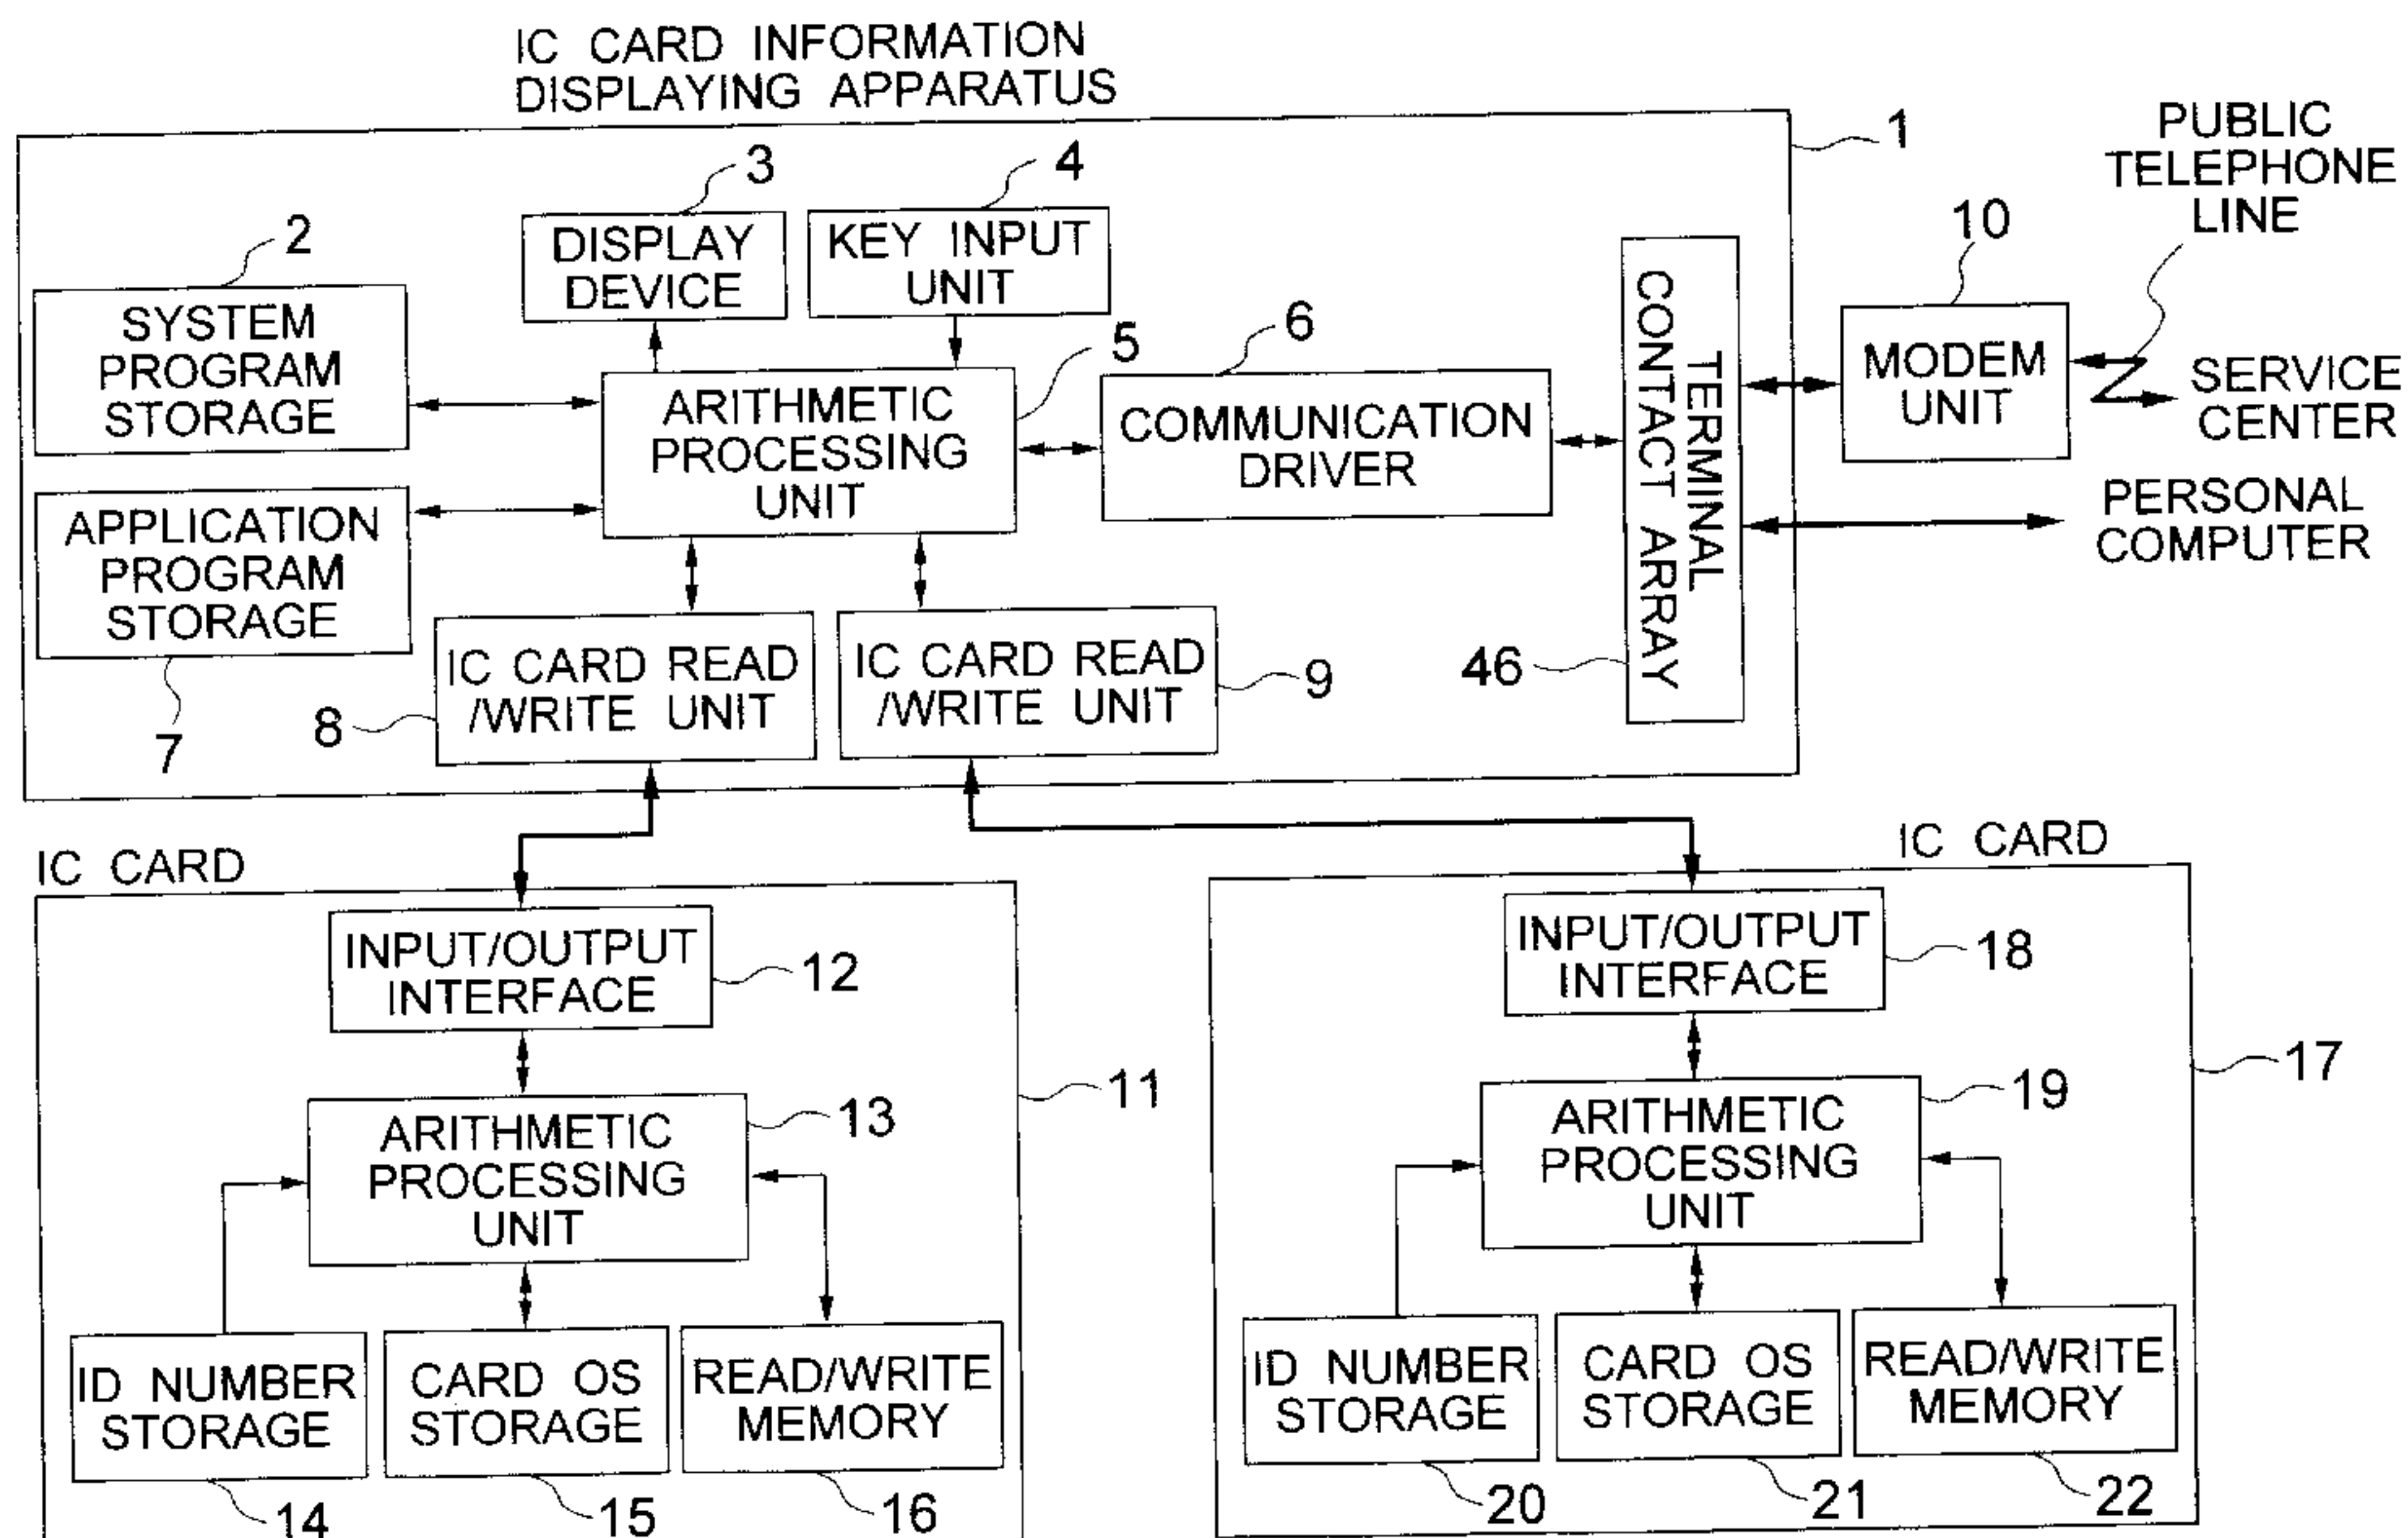 IC CARD INFORMATION
DISPLAYING APPARATUS
1
PUBLIC
TELEPHONE
LINE
2
3
4
DISPLAY
DEVICE
KEY INPUT
UNIT
SYSTEM
PROGRAM
STORAGE
5
6
10
ARITHMETIC
PROCESSING
UNIT
COMMUNICATION
DRIVER
TERMINAL
CONTACT ARRAY
MODEM
UNIT
SERVICE
CENTER
PERSONAL
COMPUTER
APPLICATION
PROGRAM
STORAGE
7
IC CARD READ
/WRITE UNIT
8
IC CARD READ
/WRITE UNIT
9
46
IC CARD
INPUT/OUTPUT
INTERFACE
12
11
ARITHMETIC
PROCESSING
UNIT
13
ID NUMBER
STORAGE
CARD OS
STORAGE
READ/WRITE
MEMORY
14
15
16
IC CARD
INPUT/OUTPUT
INTERFACE
18
17
ARITHMETIC
PROCESSING
UNIT
19
ID NUMBER
STORAGE
CARD OS
STORAGE
READ/WRITE
MEMORY
20
21
22